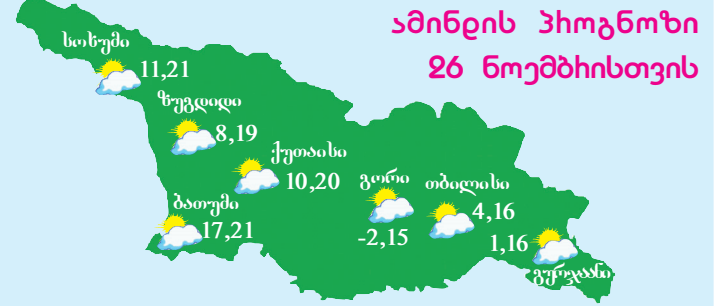 ამინდის პროგნოზი
26 ნოემბრისთვის
სოხუმი
11,21
ზუგდიდი
8,19
ქუთაისი
10,20
ბათუმი
17,21
გორი
-2,15
თბილისი
4,16
1,16
გურჯაანი